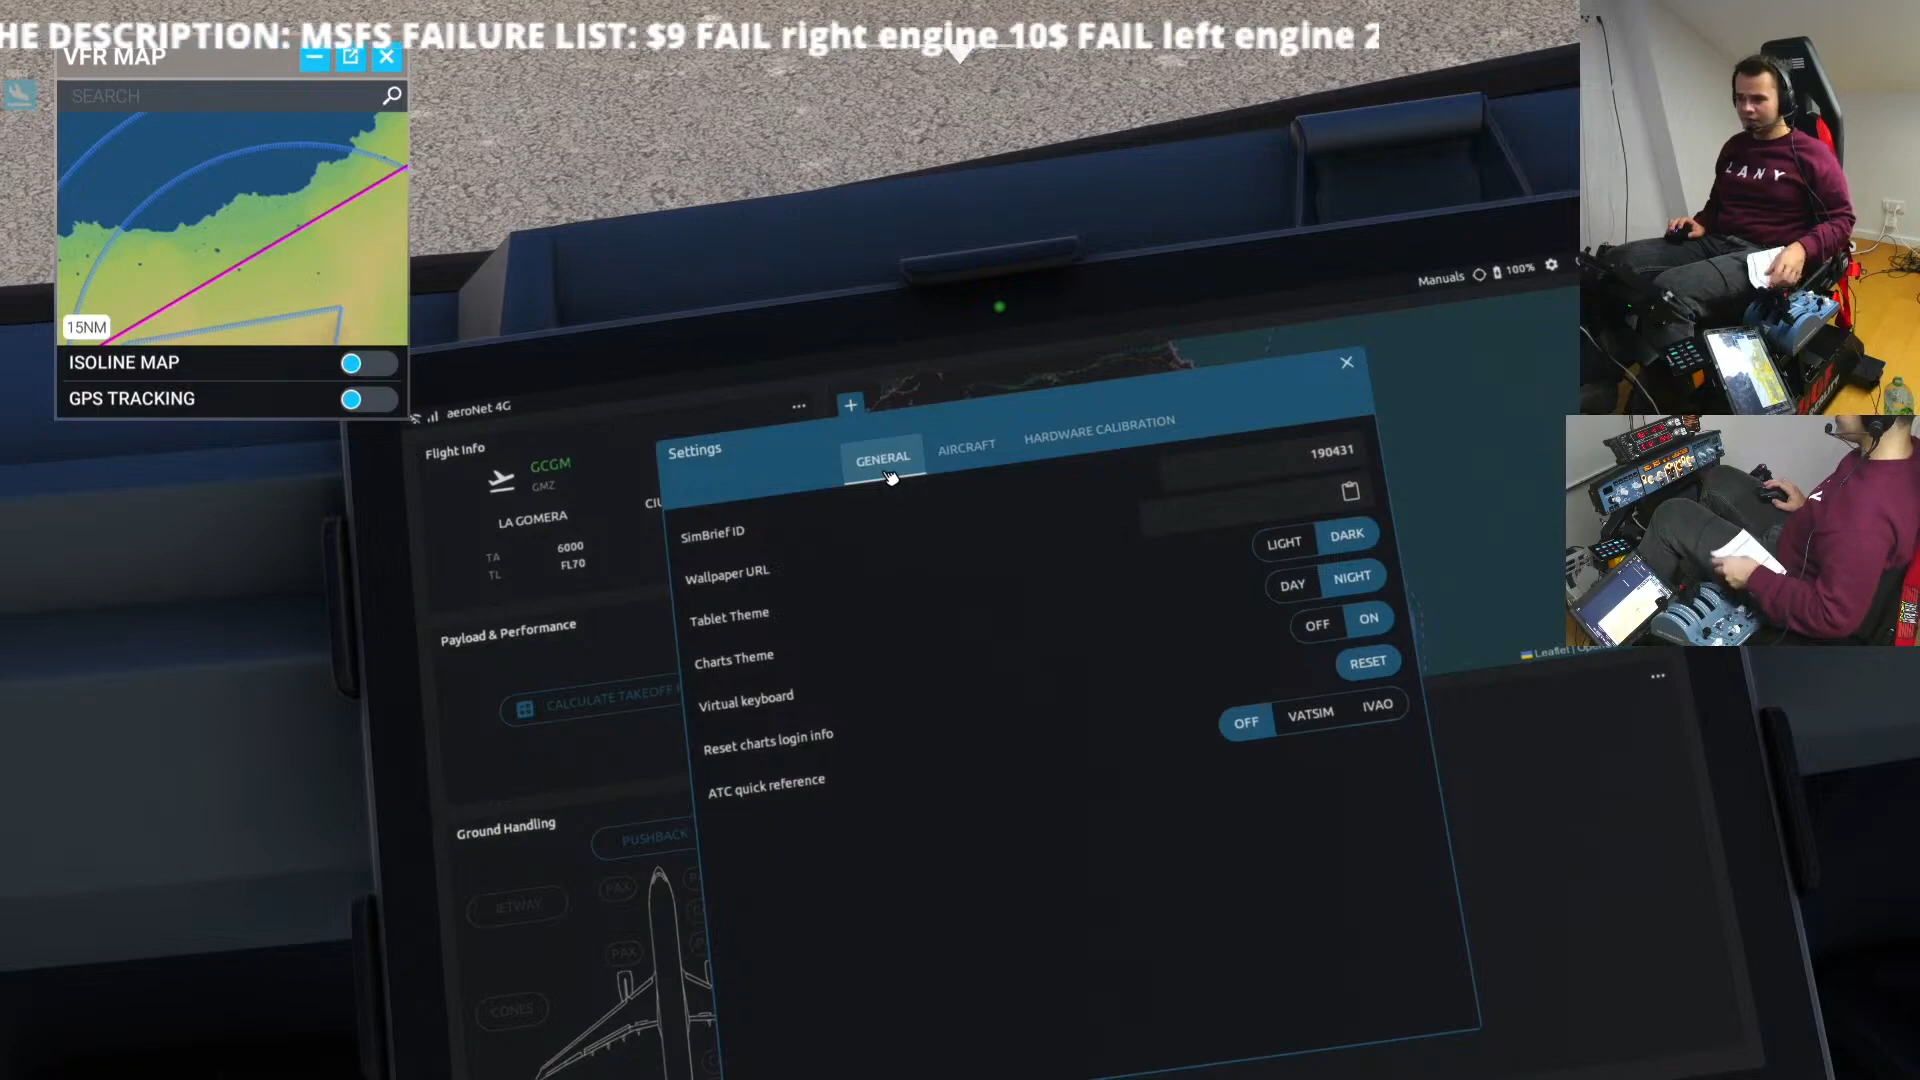 HE DESCRIPTION: MSFS FAILURE LIST: $9 FAIL right engine 10$ FAIL left engine 2
VFR MAP
SEARCH
15NM
ISOLINE MAP
GPS TRACKING
Manuals 100%
aeroNet 4G
Flight Info
GCGM
GMZ
LA GOMERA
TA 6000
TL FL70
Payload & Performance
CALCULATE TAKEOFF
Ground Handling
PUSHBACK
JETWAY
PAX
PAX
CONES
Settings
GENERAL
AIRCRAFT
HARDWARE CALIBRATION
SimBrief ID 190431
Wallpaper URL
Tablet Theme LIGHT DARK
Charts Theme DAY NIGHT
Virtual keyboard OFF ON
Reset charts login info RESET
ATC quick reference OFF VATSIM IVAO
Leaflet
LANY